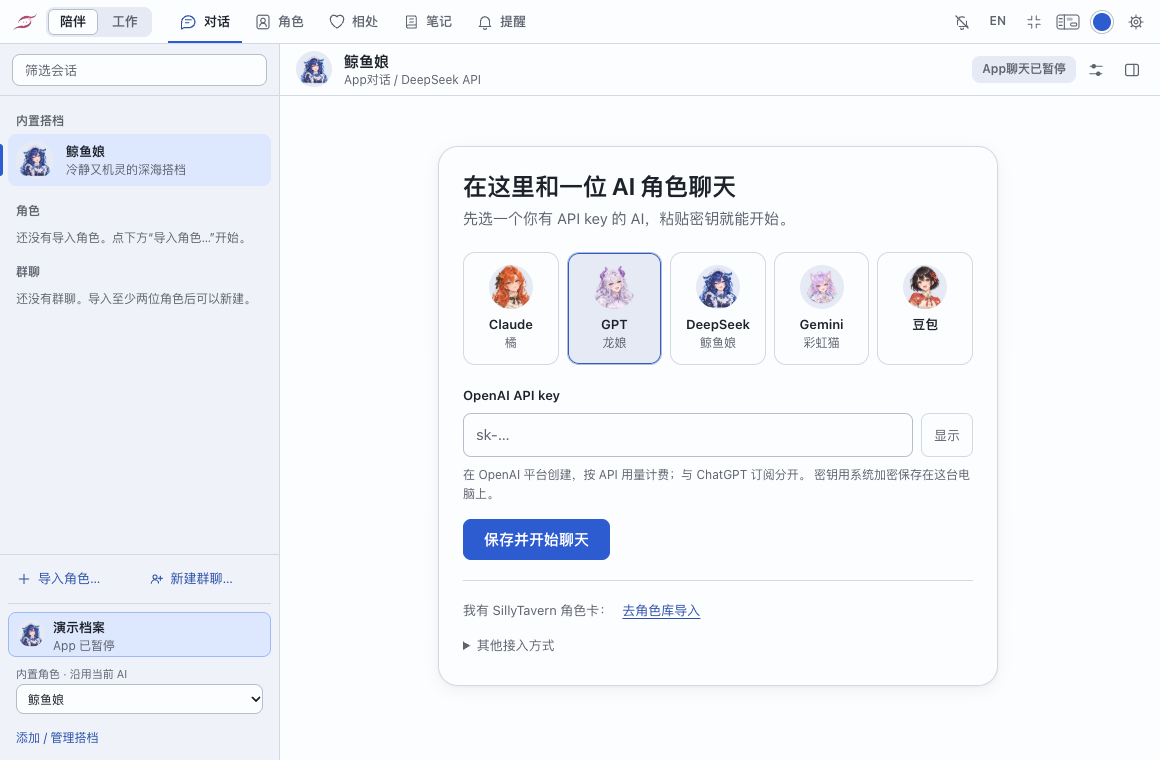 陪伴
工作
对话
角色
相处
笔记
提醒
EN
筛选会话
内置搭档
鲸鱼娘
冷静又机灵的深海搭档
角色
还没有导入角色。点下方“导入角色...”开始。
群聊
还没有群聊。导入至少两位角色后可以新建。
导入角色...
新建群聊...
演示档案
App 已暂停
内置角色 · 沿用当前 AI
鲸鱼娘
添加 / 管理搭档
鲸鱼娘
App对话 / DeepSeek API
App聊天已暂停
在这里和一位 AI 角色聊天
先选一个你有 API key 的 AI，粘贴密钥就能开始。
Claude
橘
GPT
龙娘
DeepSeek
鲸鱼娘
Gemini
彩虹猫
豆包
OpenAI API key
sk-...
显示
在 OpenAI 平台创建，按 API 用量计费；与 ChatGPT 订阅分开。 密钥用系统加密保存在这台电
脑上。
保存并开始聊天
我有 SillyTavern 角色卡： 去角色库导入
其他接入方式